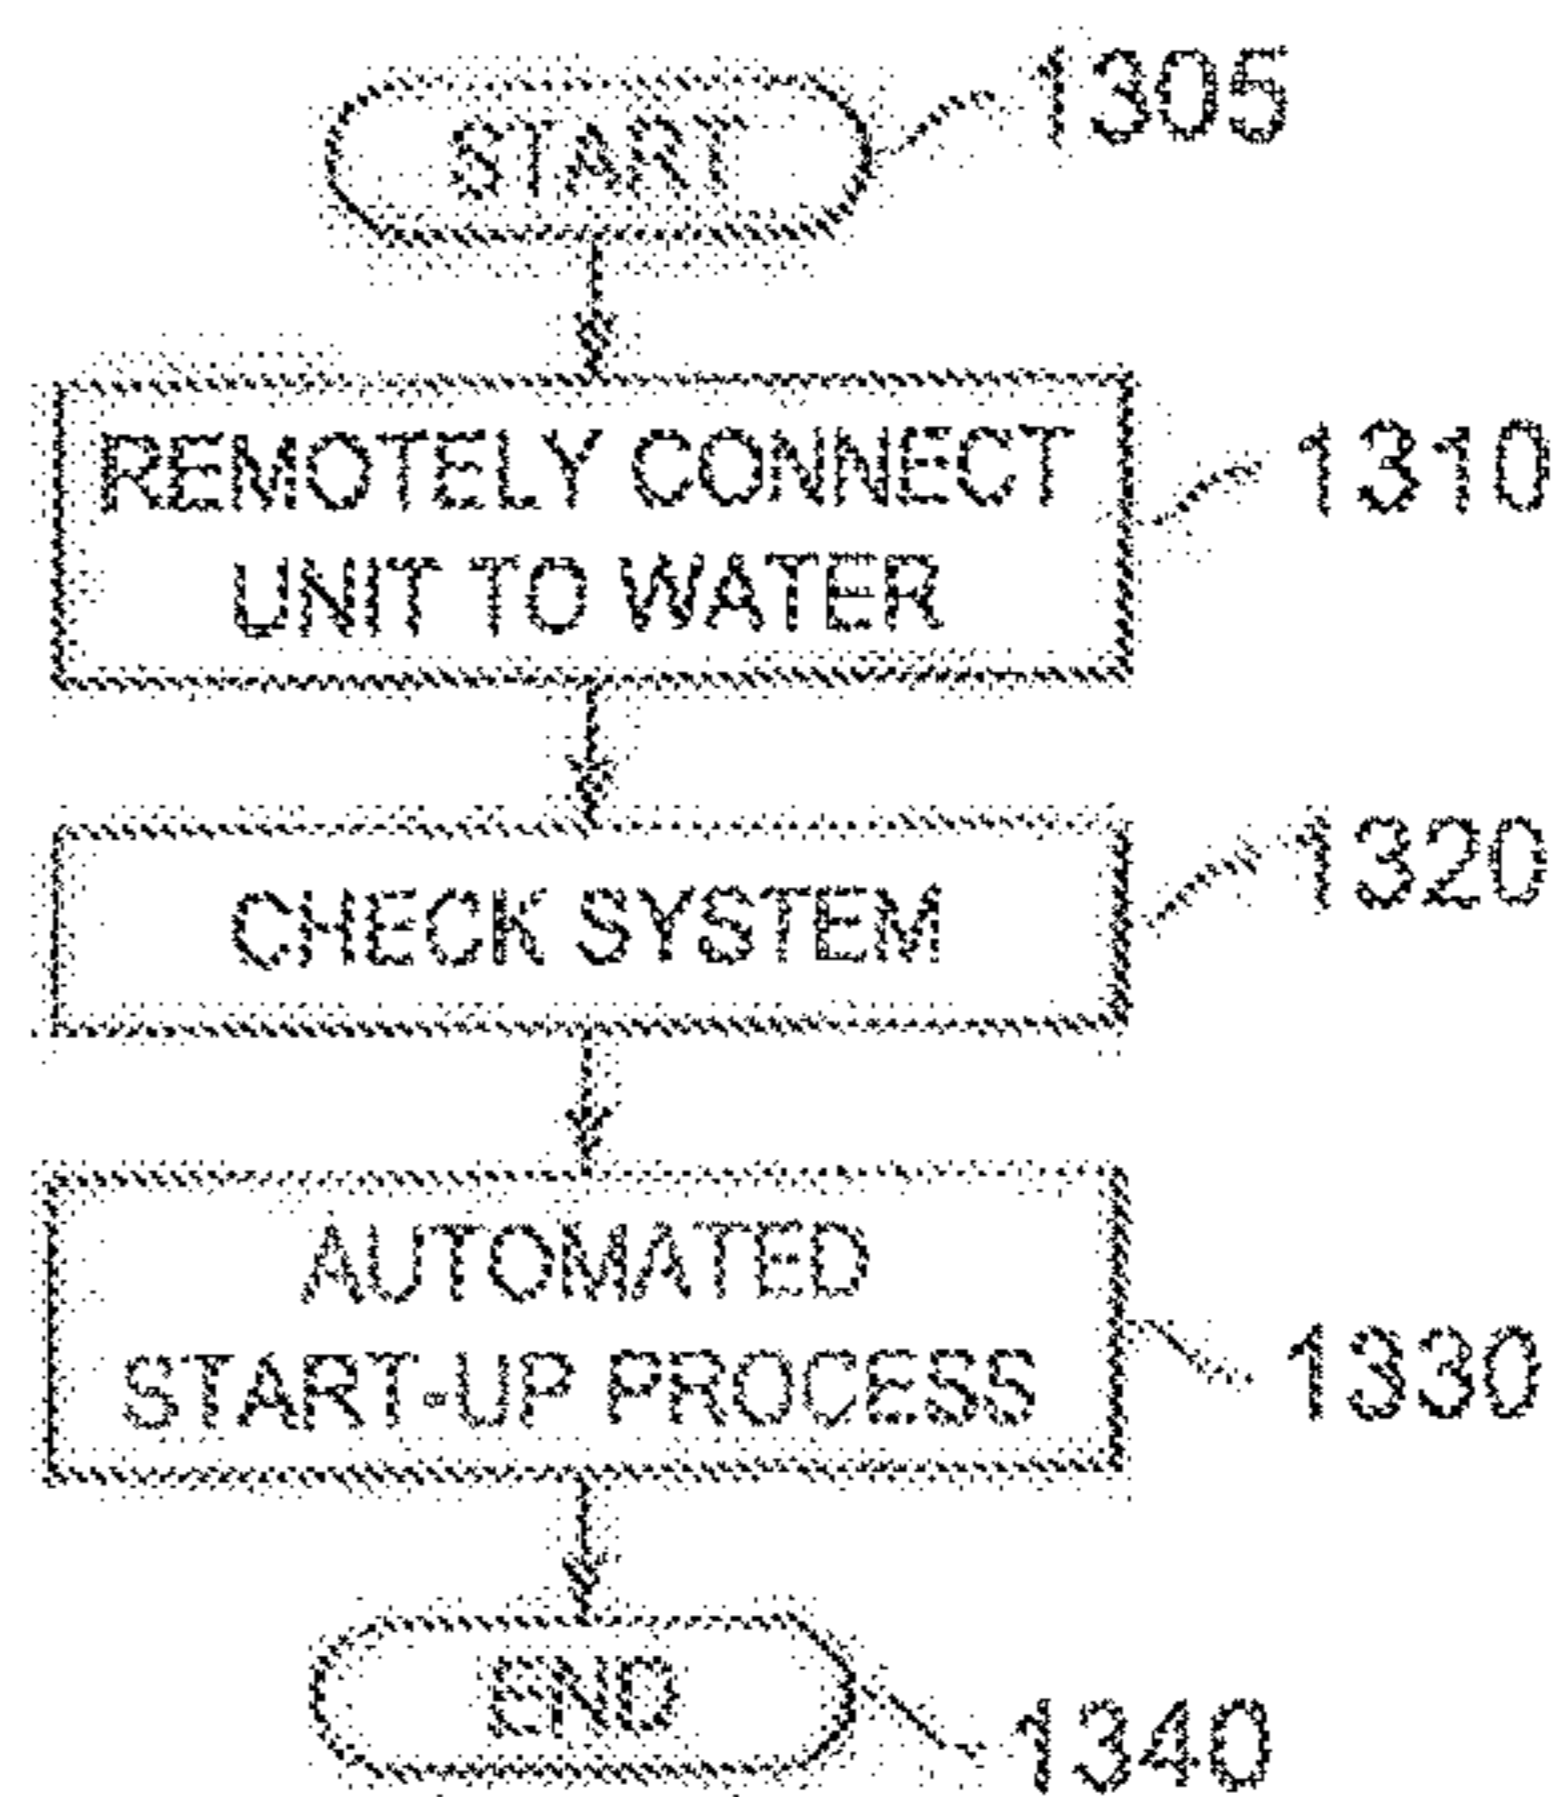 START
1305
REMOTELY CONNECT
UNIT TO WATER
1310
CHECK SYSTEM
1320
AUTOMATED
START-UP PROCESS
1330
END
1340